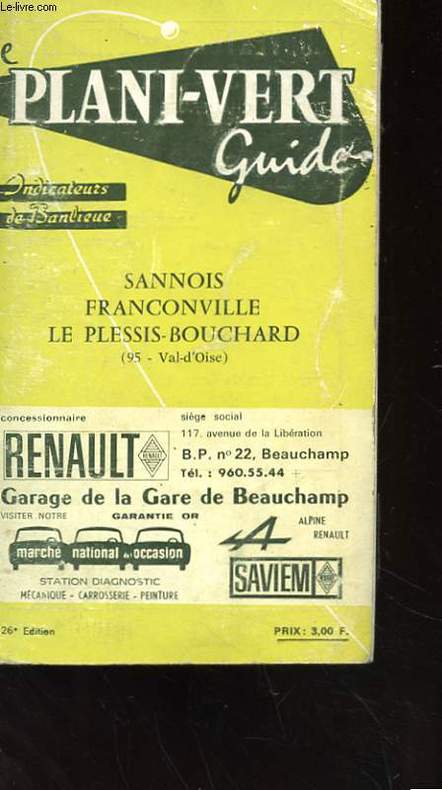 Le-livre.com
e
PLANI-VERT
Guide
Indicateurs
de Banlieue
SANNOIS
FRANCONVILLE
LE PLESSIS-BOUCHARD
(95 - Val-d'Oise)
concessionnaire
RENAULT
RENAULT
siège social
117. avenue de la Libération
B.P. nº 22, Beauchamp
Tél. : 960.55.44
Garage de la Gare de Beauchamp
VISITER NOTRE GARANTIE OR
marché national de l'occasion
STATION DIAGNOSTIC
MÉCANIQUE - CARROSSERIE - PEINTURE
ALPINE
RENAULT
SAVIEM
26e Edition
PRIX : 3,00 F.